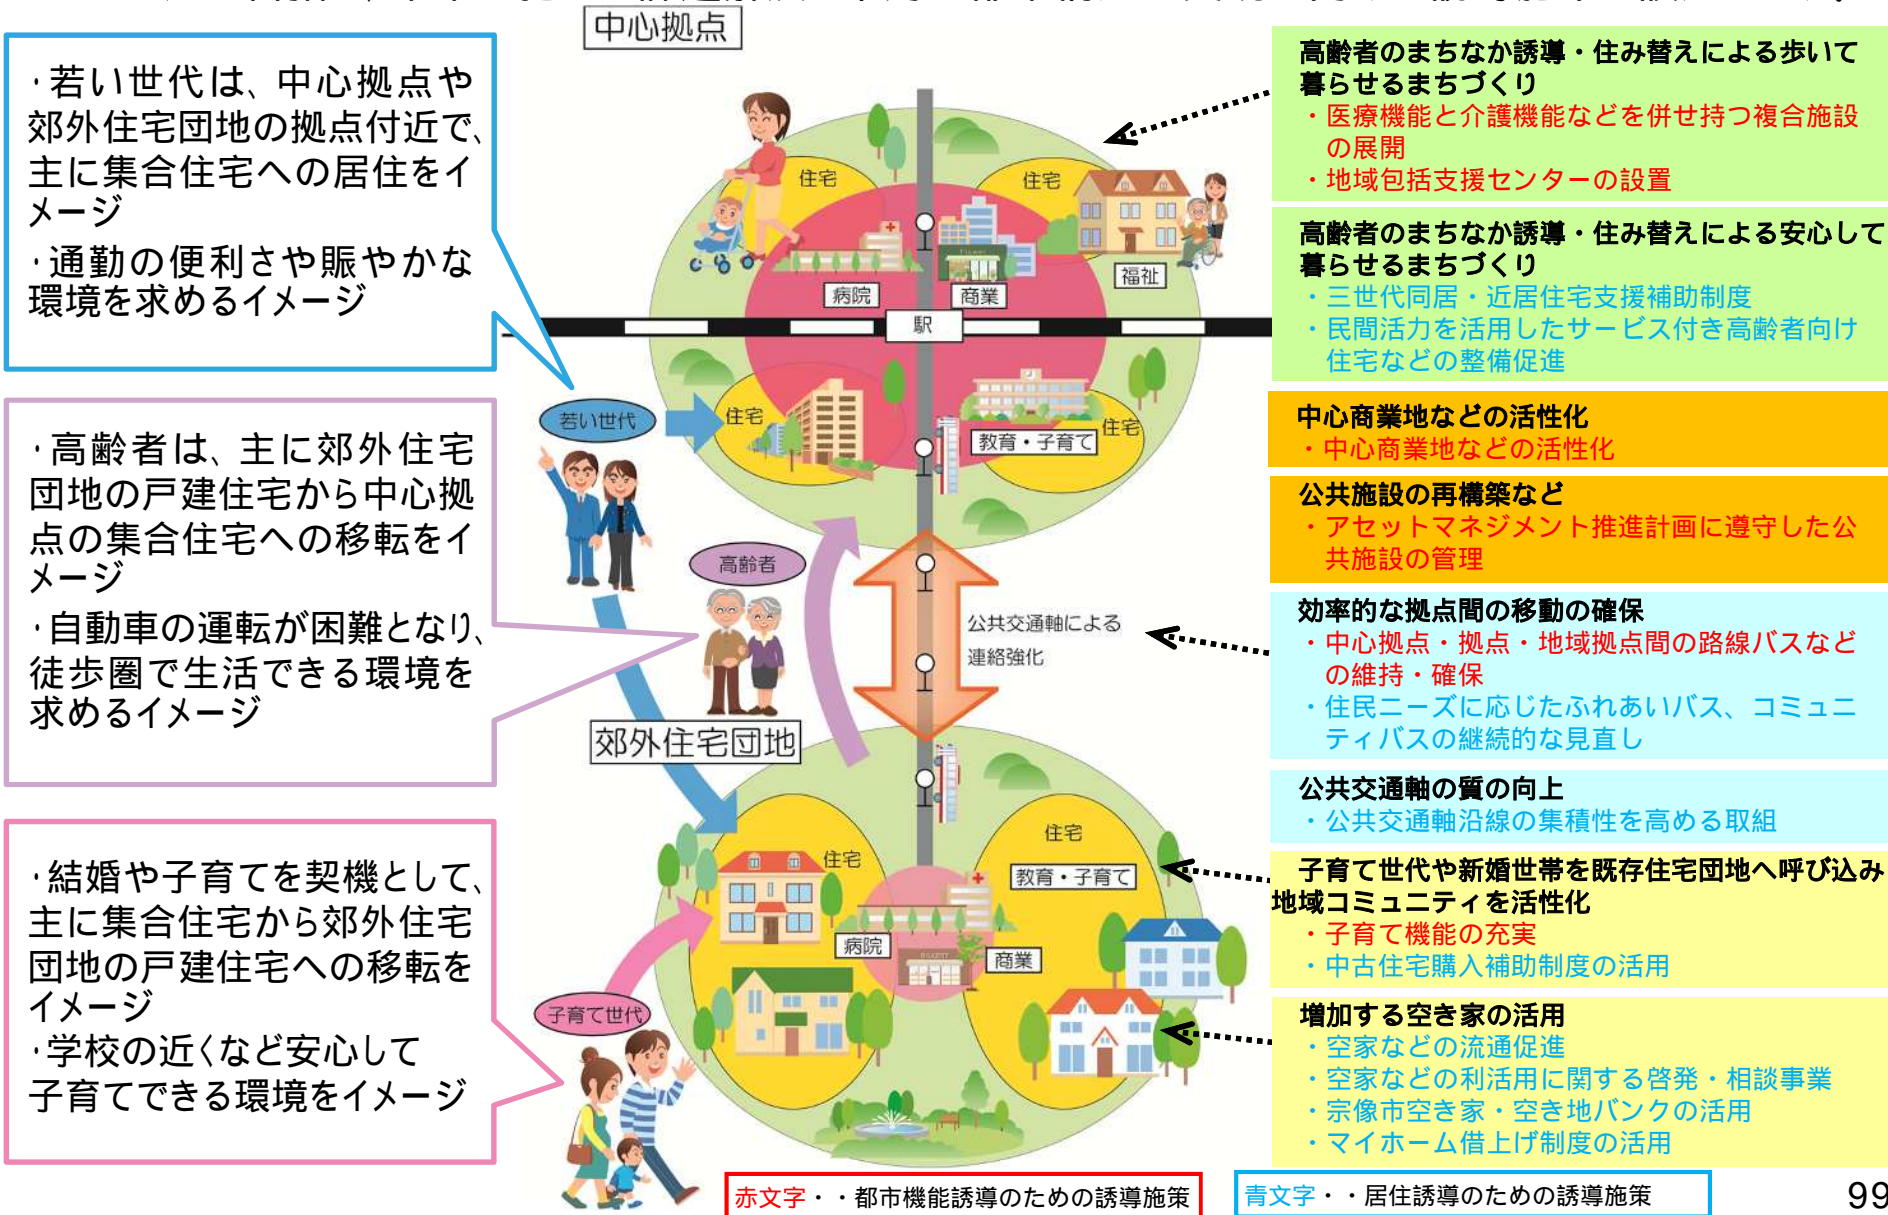 中心拠点
・若い世代は、中心拠点や
郊外住宅団地の拠点付近で、
主に集合住宅への居住をイ
メージ
・通勤の便利さや賑やかな
環境を求めるイメージ
・高齢者は、主に郊外住宅
団地の戸建住宅から中心拠
点の集合住宅への移転をイ
メージ
・自動車の運転が困難となり、
徒歩圏で生活できる環境を
求めるイメージ
・結婚や子育てを契機として、
主に集合住宅から郊外住宅
団地の戸建住宅への移転を
イメージ
・学校の近くなど安心して
子育てできる環境をイメージ
住宅
住宅
病院
商業
福祉
駅
若い世代
住宅
教育・子育て
住宅
高齢者
公共交通軸による
連絡強化
郊外住宅団地
住宅
住宅
教育・子育て
病院
商業
子育て世代
高齢者のまちなか誘導・住み替えによる歩いて
暮らせるまちづくり
・医療機能と介護機能などを併せ持つ複合施設
の展開
・地域包括支援センターの設置
高齢者のまちなか誘導・住み替えによる安心して
暮らせるまちづくり
・三世代同居・近居住宅支援補助制度
・民間活力を活用したサービス付き高齢者向け
住宅などの整備促進
中心商業地などの活性化
・中心商業地などの活性化
公共施設の再構築など
・アセットマネジメント推進計画に遵守した公
共施設の管理
効率的な拠点間の移動の確保
・中心拠点・拠点・地域拠点間の路線バスなど
の維持・確保
・住民ニーズに応じたふれあいバス、コミュニ
ティバスの継続的な見直し
公共交通軸の質の向上
・公共交通軸沿線の集積性を高める取組
子育て世代や新婚世帯を既存住宅団地へ呼び込み
地域コミュニティを活性化
・子育て機能の充実
・中古住宅購入補助制度の活用
増加する空き家の活用
・空家などの流通促進
・空家などの利活用に関する啓発・相談事業
・宗像市空き家・空き地バンクの活用
・マイホーム借上げ制度の活用
赤文字・・都市機能誘導のための誘導施策
青文字・・居住誘導のための誘導施策
99